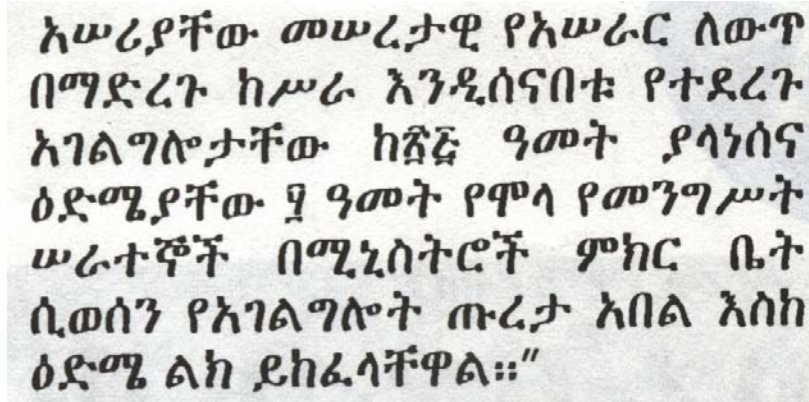 አሠሪያቸው መሠረታዊ የአሠራር ለውጥ
በማድረጉ ከሥራ እንዲሰናበቱ የተደረጉ
አገልግሎታቸው ከ፳፭ ዓመት ያላነሰና
ዕድሜያቸው ፶ ዓመት የሞላ የመንግሥት
ሠራተኞች በሚኒስትሮች ምክር ቤት
ሲወሰን የአገልግሎት ጡረታ አበል እስከ
ዕድሜ ልክ ይከፈላቸዋል።"